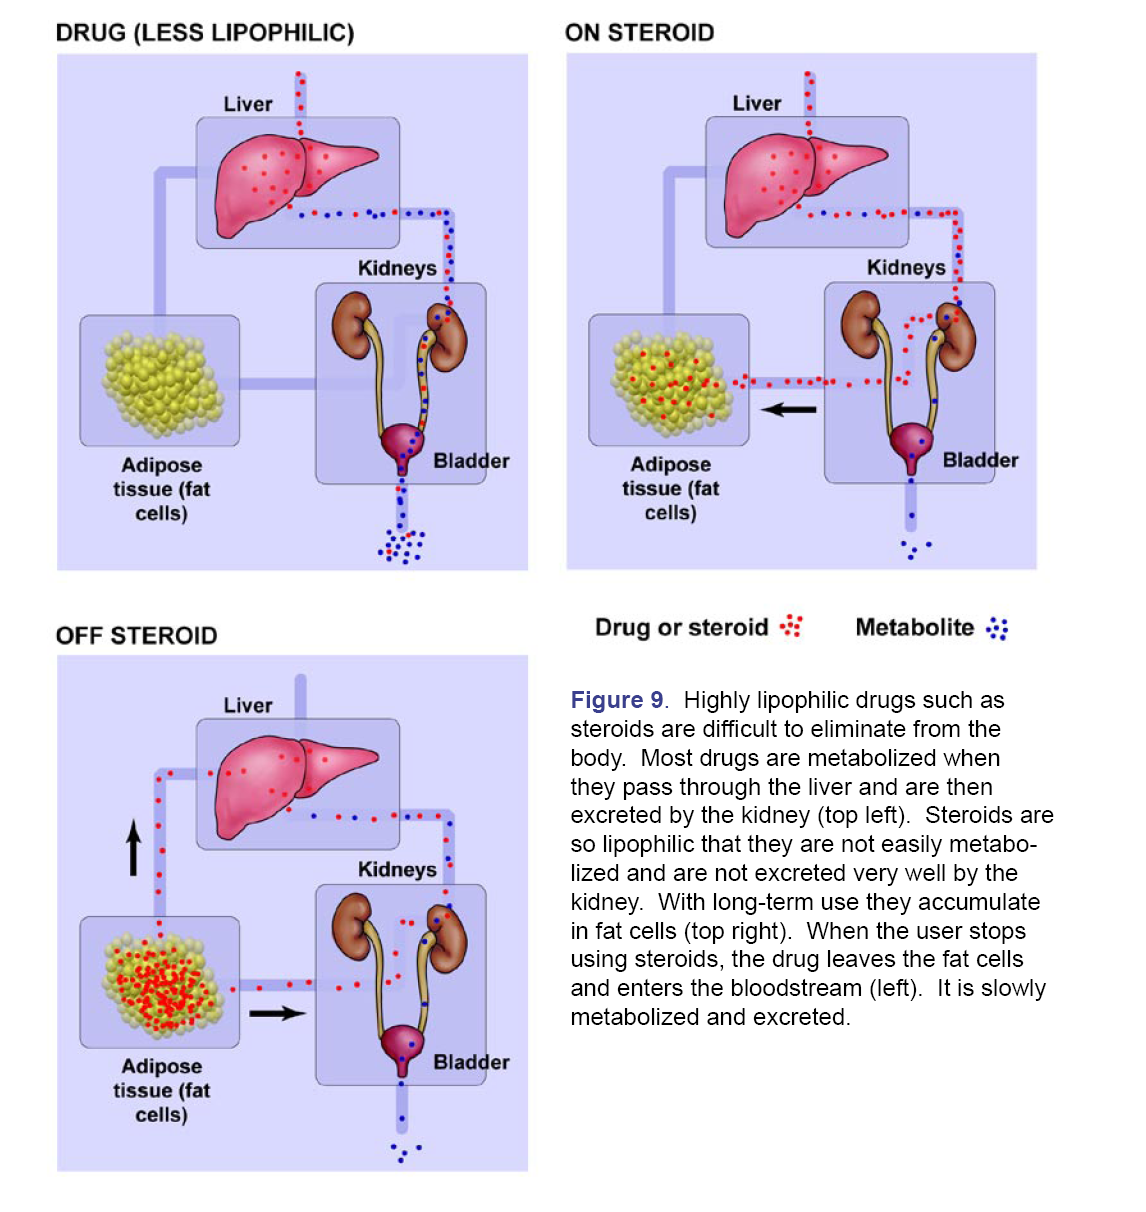 DRUG (LESS LIPOPHILIC)
Liver
Kidneys
Bladder
Adipose
tissue (fat
cells)
ON STEROID
Liver
Kidneys
Bladder
Adipose
tissue (fat
cells)
OFF STEROID
Liver
Kidneys
Bladder
Adipose
tissue (fat
cells)
Drug or steroid
Metabolite
Figure 9. Highly lipophilic drugs such as
steroids are difficult to eliminate from the
body. Most drugs are metabolized when
they pass through the liver and are then
excreted by the kidney (top left). Steroids are
so lipophilic that they are not easily metabo-
lized and are not excreted very well by the
kidney. With long-term use they accumulate
in fat cells (top right). When the user stops
using steroids, the drug leaves the fat cells
and enters the bloodstream (left). It is slowly
metabolized and excreted.